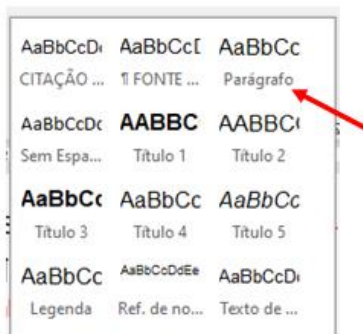 AaBbCcDı AaBbCc[ AaBbCc
CITAÇÃO ... ¶ FONTE ... Parágrafo
AaBbCcDc AABBC AABBC(
Sem Espa... Título 1 Título 2
AaBbCc AaBbCc AaBbCc
Título 3 Título 4 Título 5
AaBbCc AaBbCcDdEe AaBbCcDı
Legenda Ref. de no... Texto de ...